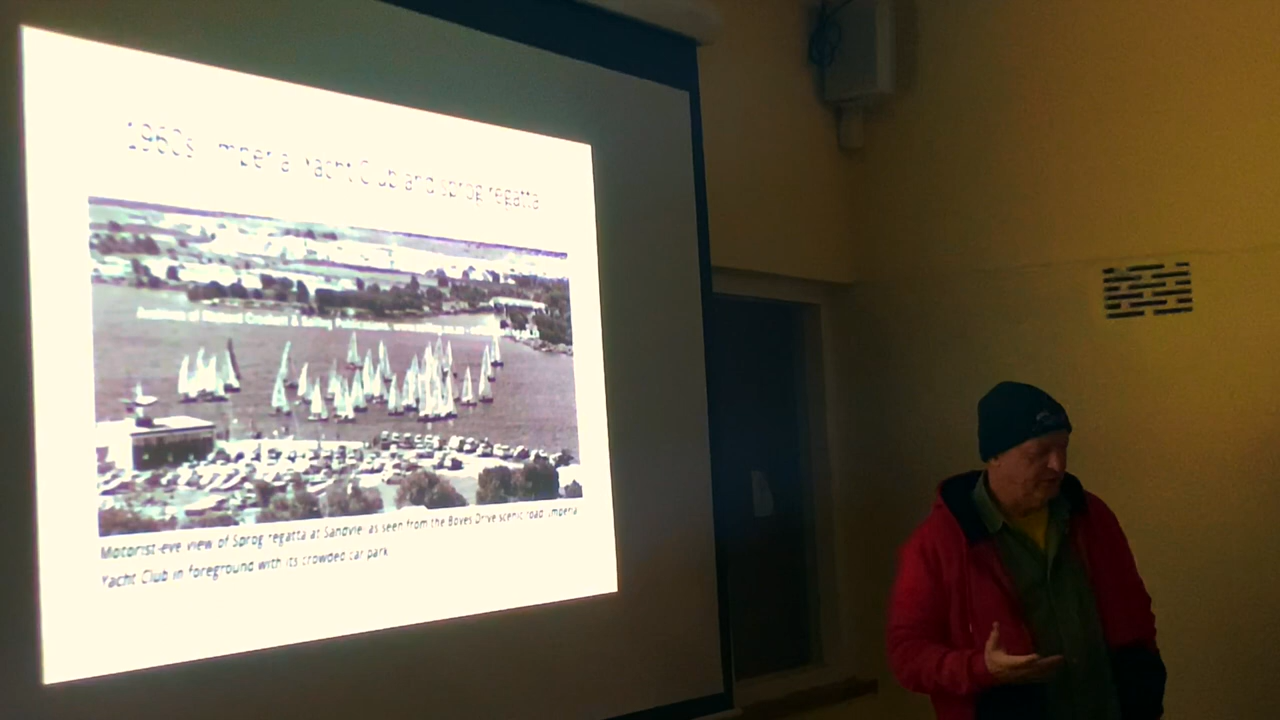 1960s Imperial Yacht Club and sprog regatta
Motorist-eye view of Sprog regatta at Sandvlei as seen from the Boyes Drive scenic road. Imperial
Yacht Club in foreground with its crowded car park